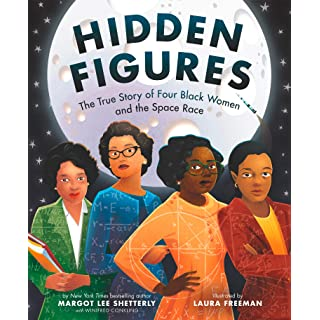 HIDDEN
FIGURES
The True Story of Four Black Women
and the Space Race
by New York Times bestselling author
MARGOT LEE SHETTERLY
with WINIFRED CONKLING
illustrated by
LAURA FREEMAN